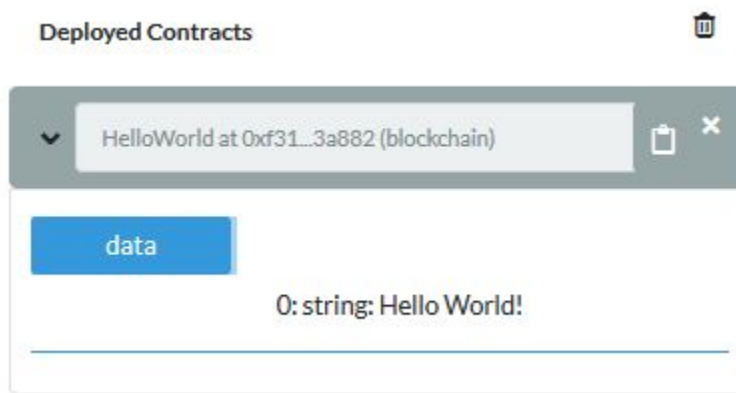 Deployed Contracts
HelloWorld at 0xf31...3a882 (blockchain)
data
0: string: Hello World!